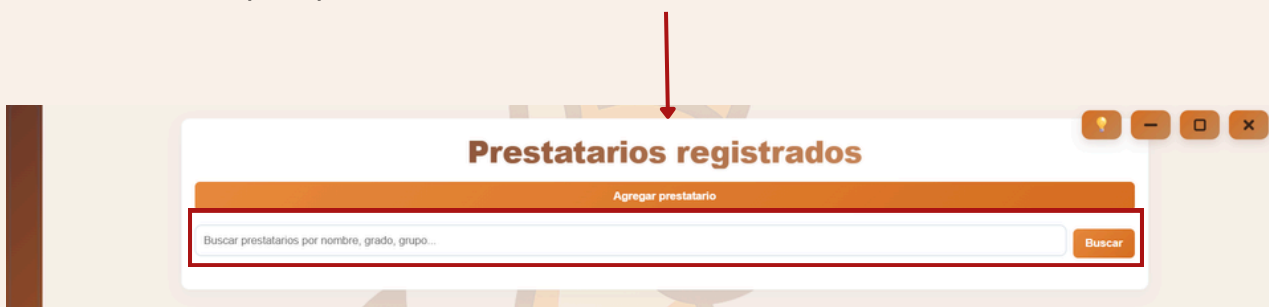 Prestatarios registrados
Agregar prestatario
Buscar prestatarios por nombre, grado, grupo...
Buscar